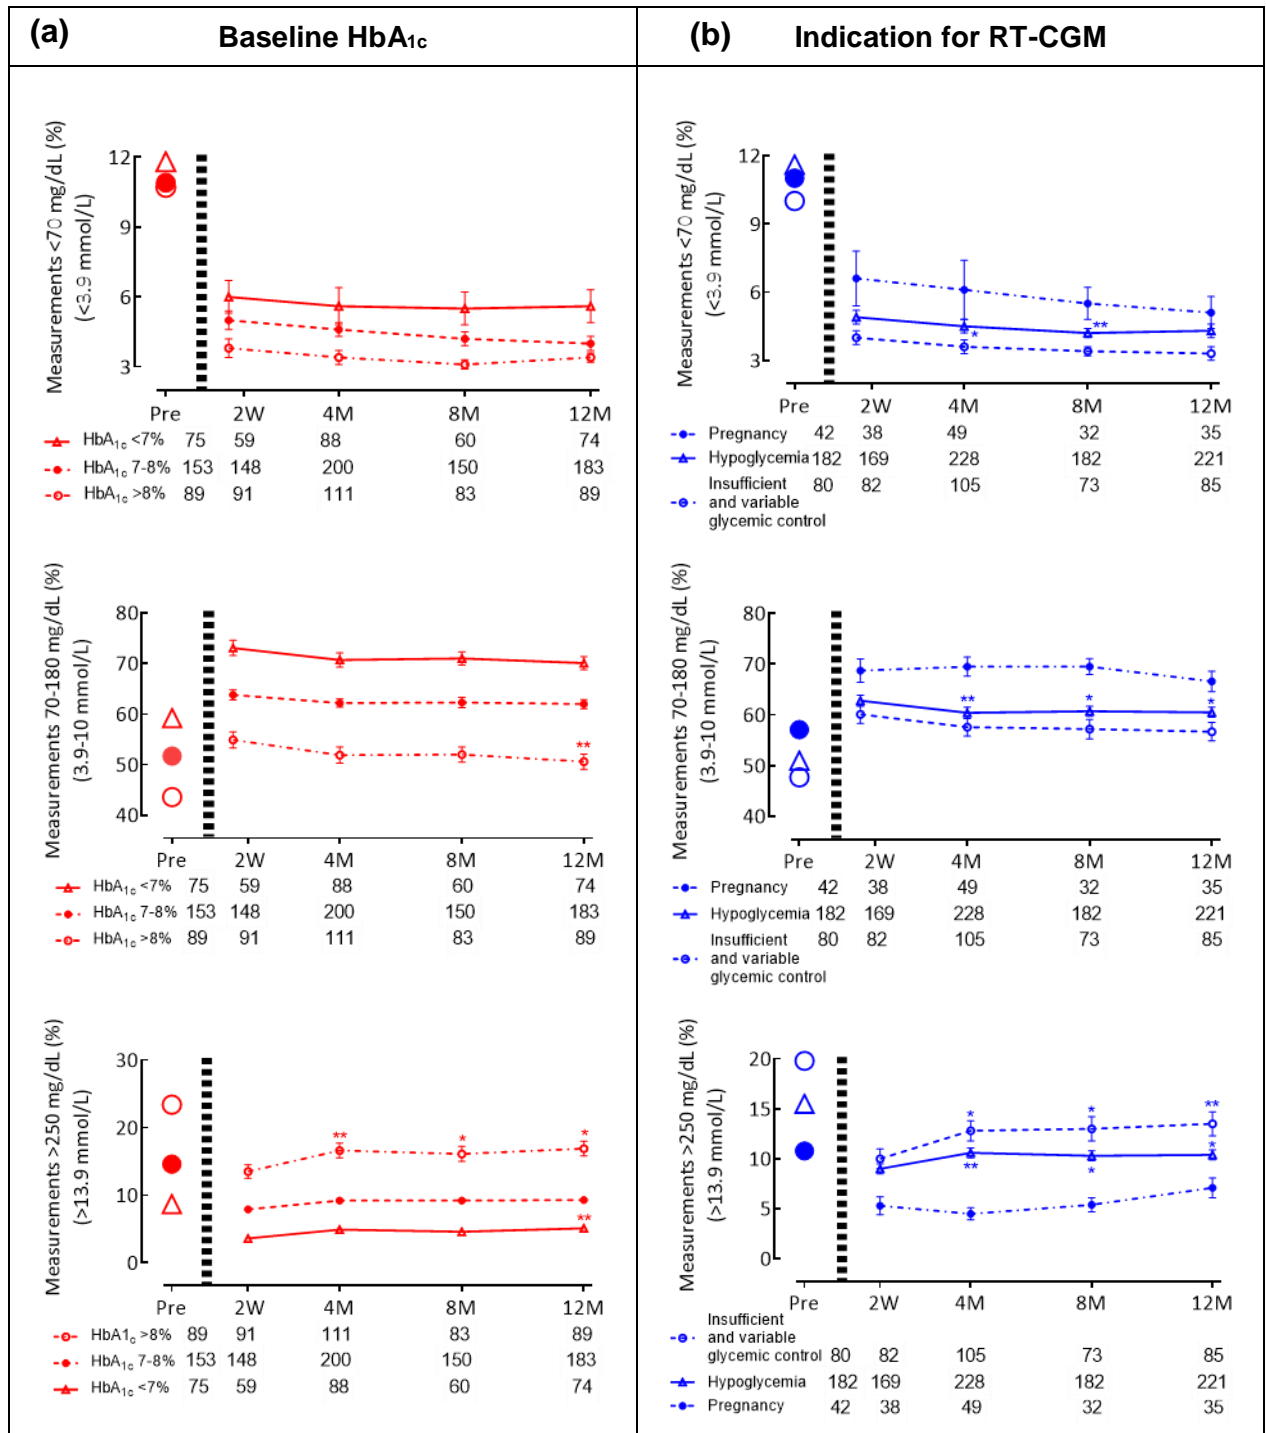 (a) Baseline HbA1c
Measurements <70 mg/dL (%)
(<3.9 mmol/L)
12
9
6
3
Pre 2W 4M 8M 12M
HbA1c <7% 75 59 88 60 74
HbA1c 7-8% 153 148 200 150 183
HbA1c >8% 89 91 111 83 89
Measurements 70-180 mg/dL (%)
(3.9-10 mmol/L)
80
70
60
50
40
**
Pre 2W 4M 8M 12M
HbA1c <7% 75 59 88 60 74
HbA1c 7-8% 153 148 200 150 183
HbA1c >8% 89 91 111 83 89
Measurements >250 mg/dL (%)
(>13.9 mmol/L)
30
20
10
0
** * *
**
Pre 2W 4M 8M 12M
HbA1c >8% 89 91 111 83 89
HbA1c 7-8% 153 148 200 150 183
HbA1c <7% 75 59 88 60 74
(b) Indication for RT-CGM
Measurements <70 mg/dL (%)
(<3.9 mmol/L)
12
9
6
3
* **
Pre 2W 4M 8M 12M
Pregnancy 42 38 49 32 35
Hypoglycemia 182 169 228 182 221
Insufficient 80 82 105 73 85
and variable
glycemic control
Measurements 70-180 mg/dL (%)
(3.9-10 mmol/L)
80
70
60
50
40
** * *
Pre 2W 4M 8M 12M
Pregnancy 42 38 49 32 35
Hypoglycemia 182 169 228 182 221
Insufficient 80 82 105 73 85
and variable
glycemic control
Measurements >250 mg/dL (%)
(>13.9 mmol/L)
20
15
10
5
0
* * **
** * *
Pre 2W 4M 8M 12M
Insufficient
and variable
glycemic control 80 82 105 73 85
Hypoglycemia 182 169 228 182 221
Pregnancy 42 38 49 32 35